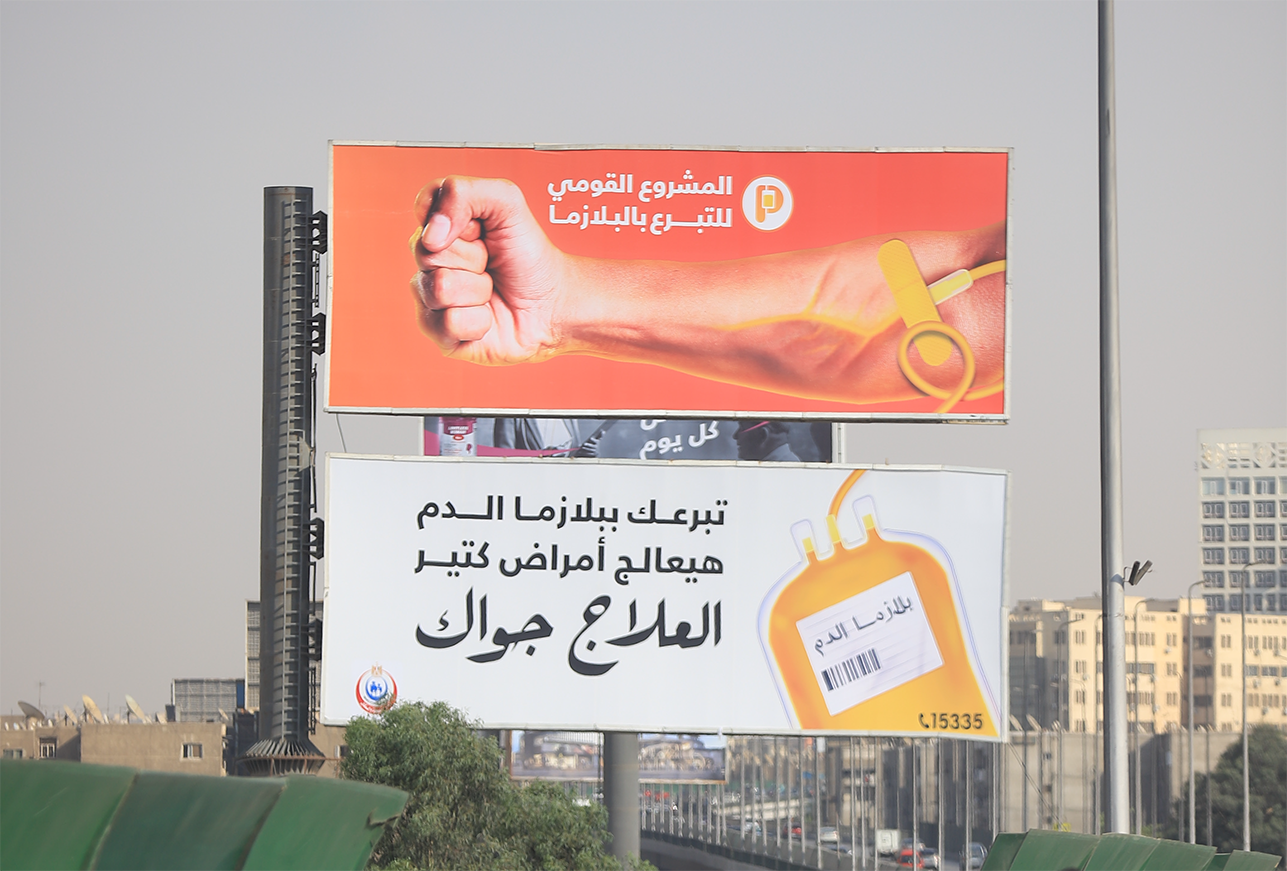 المشروع القومي
للتبرع بالبلازما
كل يوم
تبرعك ببلازما الدم
هيعالج أمراض كتير
العلاج جواك
بلازما الدم
15335